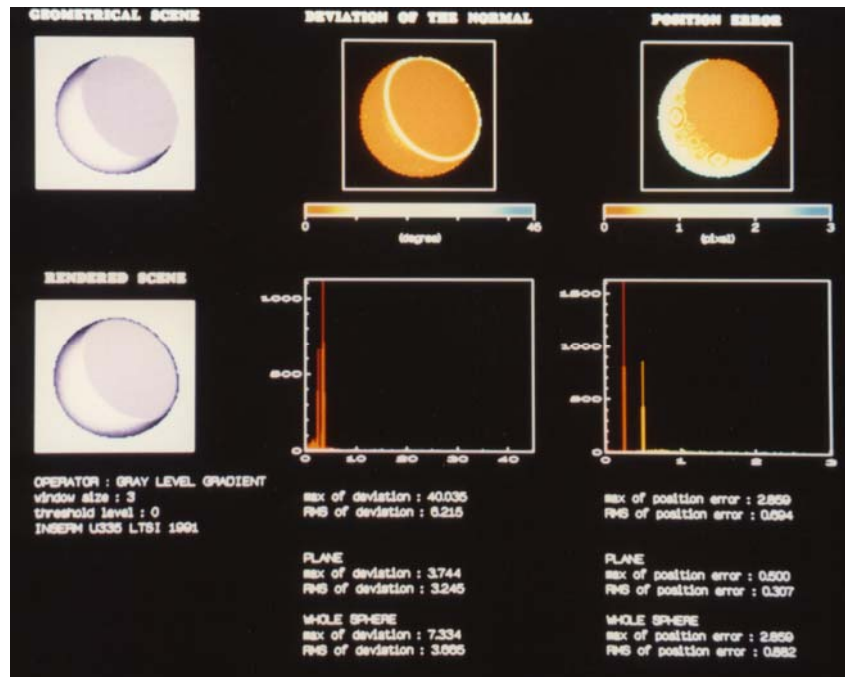 GEOMETRICAL SCENE
DEVIATION OF THE NORMAL
POSITION ERROR
0 45
(degree)
0 1 2 3
(pixel)
RENDERED SCENE
1000
500
0
0 10 20 30 40
1500
1000
500
0
0 1 2 3
OPERATOR : GRAY LEVEL GRADIENT
window size : 3
threshold level : 0
INSERM U335 LTSI 1991
max of deviation : 40.035
RMS of deviation : 6.215
PLANE
max of deviation : 3.744
RMS of deviation : 3.245
WHOLE SPHERE
max of deviation : 7.334
RMS of deviation : 3.665
max of position error : 2.859
RMS of position error : 0.694
PLANE
max of position error : 0.500
RMS of position error : 0.307
WHOLE SPHERE
max of position error : 2.859
RMS of position error : 0.882